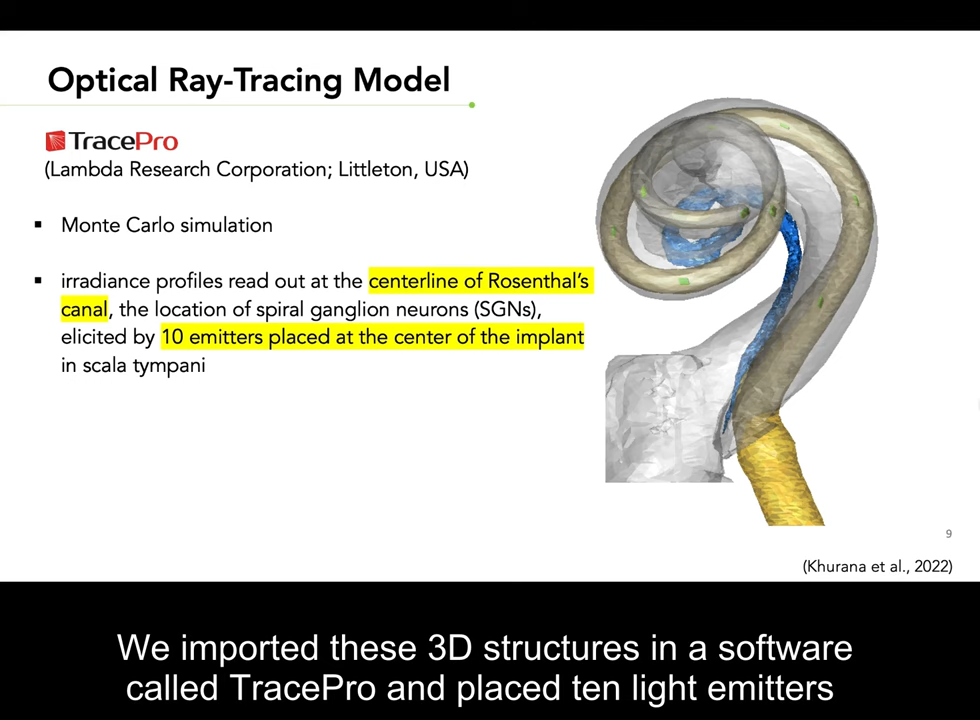 Optical Ray-Tracing Model
TracePro
(Lambda Research Corporation; Littleton, USA)
▪ Monte Carlo simulation
▪ irradiance profiles read out at the centerline of Rosenthal’s
canal, the location of spiral ganglion neurons (SGNs),
elicited by 10 emitters placed at the center of the implant
in scala tympani
9
(Khurana et al., 2022)
We imported these 3D structures in a software
called TracePro and placed ten light emitters